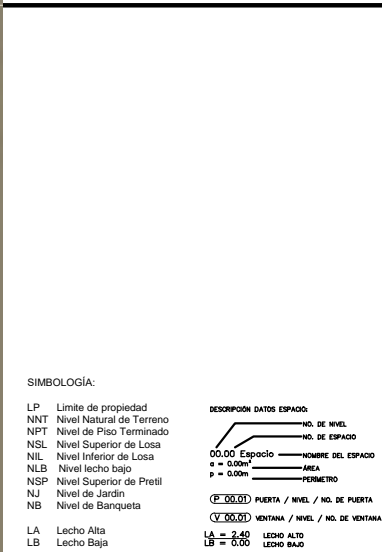 SIMBOLOGÍA:
LP Limite de propiedad
NNT Nivel Natural de Terreno
NPT Nivel de Piso Terminado
NSL Nivel Superior de Losa
NIL Nivel Inferior de Losa
NLB Nivel lecho bajo
NSP Nivel Superior de Pretil
NJ Nivel de Jardin
NB Nivel de Banqueta
LA Lecho Alta
LB Lecho Baja
DESCRIPCIÓN DATOS ESPACIO:
NO. DE NIVEL
NO. DE ESPACIO
00.00 Espacio NOMBRE DEL ESPACIO
a = 0.00m² ÁREA
p = 0.00m PERÍMETRO
P 00.01 PUERTA / NIVEL / NO. DE PUERTA
V 00.01 VENTANA / NIVEL / NO. DE VENTANA
LA = 2.40 LECHO ALTO
LB = 0.00 LECHO BAJO